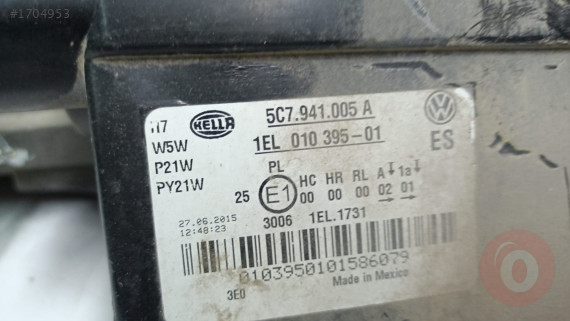 #1704953
H7
HELLA
5C7.941.005 A
W5W
1EL 010 395-01
ES
P21W
PL
PY21W
25
E1
HC HR RL A 1a
00 00 00 02 01
27.06.2015
12:48:23
3006 1EL.1731
0103950101586079
3E0
Made in Mexico